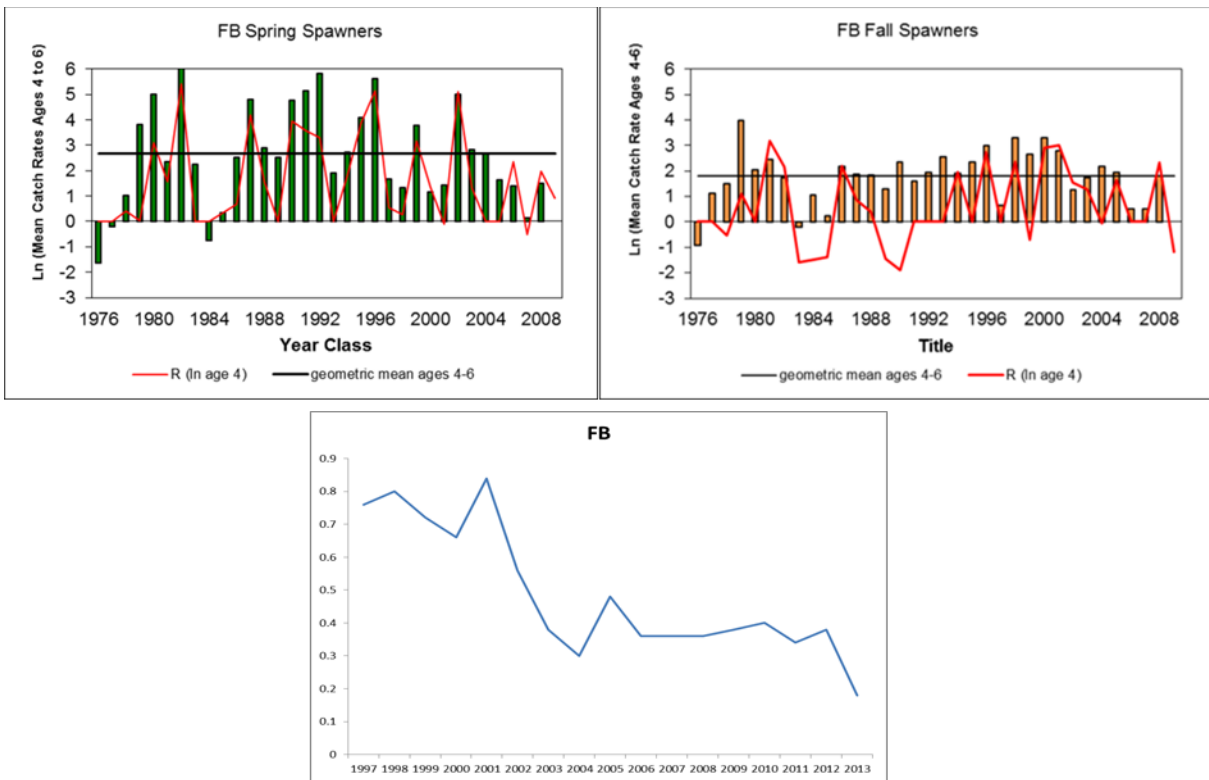 FB Spring Spawners
Ln (Mean Catch Rates Ages 4 to 6)
6
5
4
3
2
1
0
-1
-2
-3
1976 1980 1984 1988 1992 1996 2000 2004 2008
Year Class
R (ln age 4) geometric mean ages 4-6
FB Fall Spawners
Ln (Mean Catch Rate Ages 4-6)
6
5
4
3
2
1
0
-1
-2
-3
1976 1980 1984 1988 1992 1996 2000 2004 2008
Title
geometric mean ages 4-6 R (ln age 4)
FB
0.9
0.8
0.7
0.6
0.5
0.4
0.3
0.2
0.1
0
1997 1998 1999 2000 2001 2002 2003 2004 2005 2006 2007 2008 2009 2010 2011 2012 2013